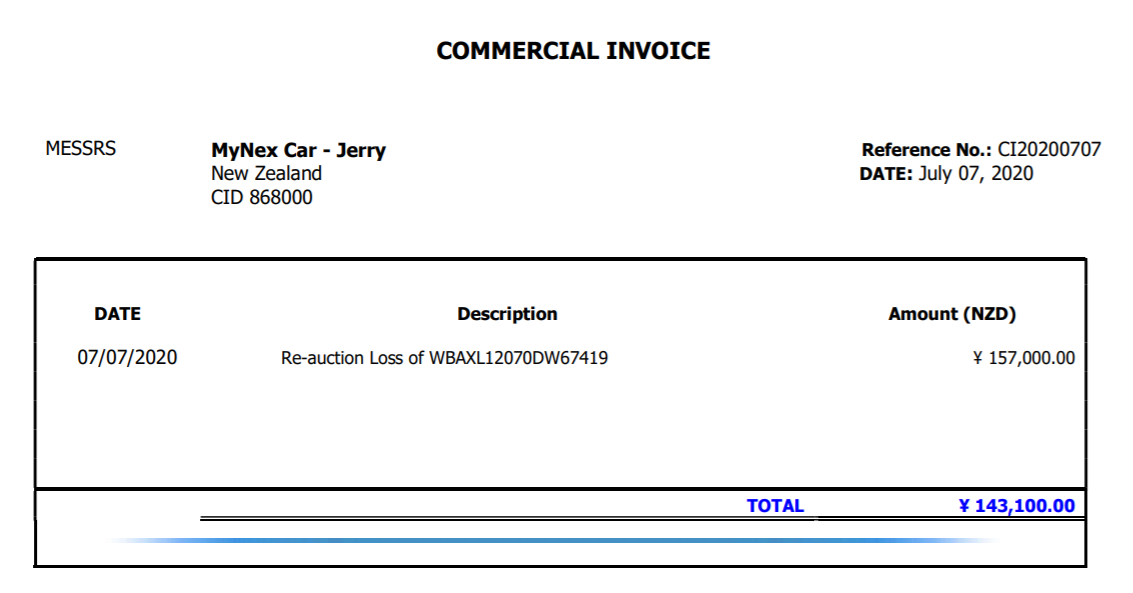 COMMERCIAL INVOICE
MESSRS
MyNex Car - Jerry
New Zealand
CID 868000
Reference No.: CI20200707
DATE: July 07, 2020
DATE Description Amount (NZD)
07/07/2020 Re-auction Loss of WBAXL12070DW67419 ¥ 157,000.00
TOTAL ¥ 143,100.00